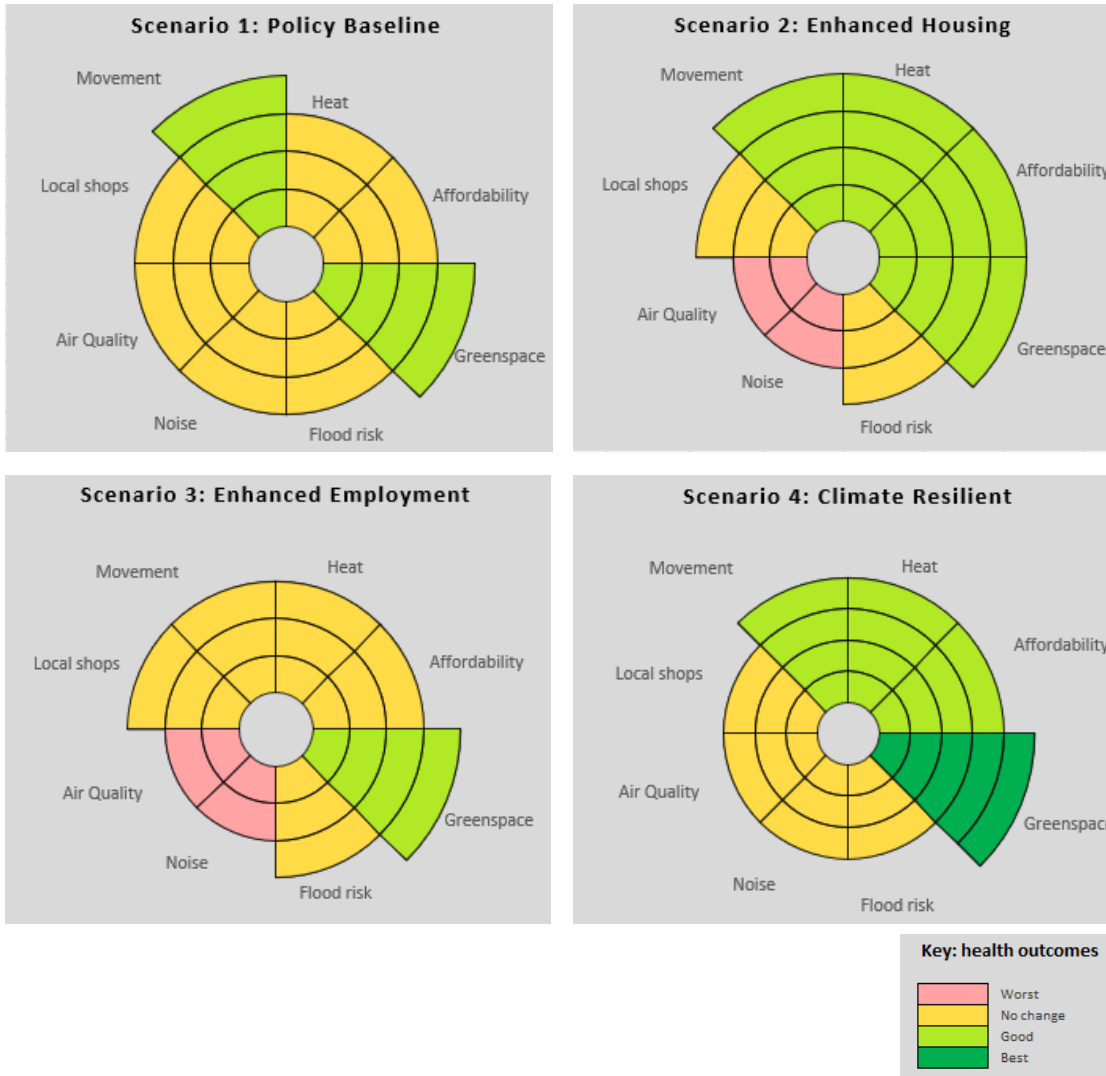 Scenario 1: Policy Baseline
Movement
Heat
Local shops
Affordability
Air Quality
Greenspace
Noise
Flood risk
Scenario 2: Enhanced Housing
Movement
Heat
Local shops
Affordability
Air Quality
Greenspace
Noise
Flood risk
Scenario 3: Enhanced Employment
Movement
Heat
Local shops
Affordability
Air Quality
Greenspace
Noise
Flood risk
Scenario 4: Climate Resilient
Movement
Heat
Local shops
Affordability
Air Quality
Greenspac
Noise
Flood risk
Key: health outcomes
Worst
No change
Good
Best